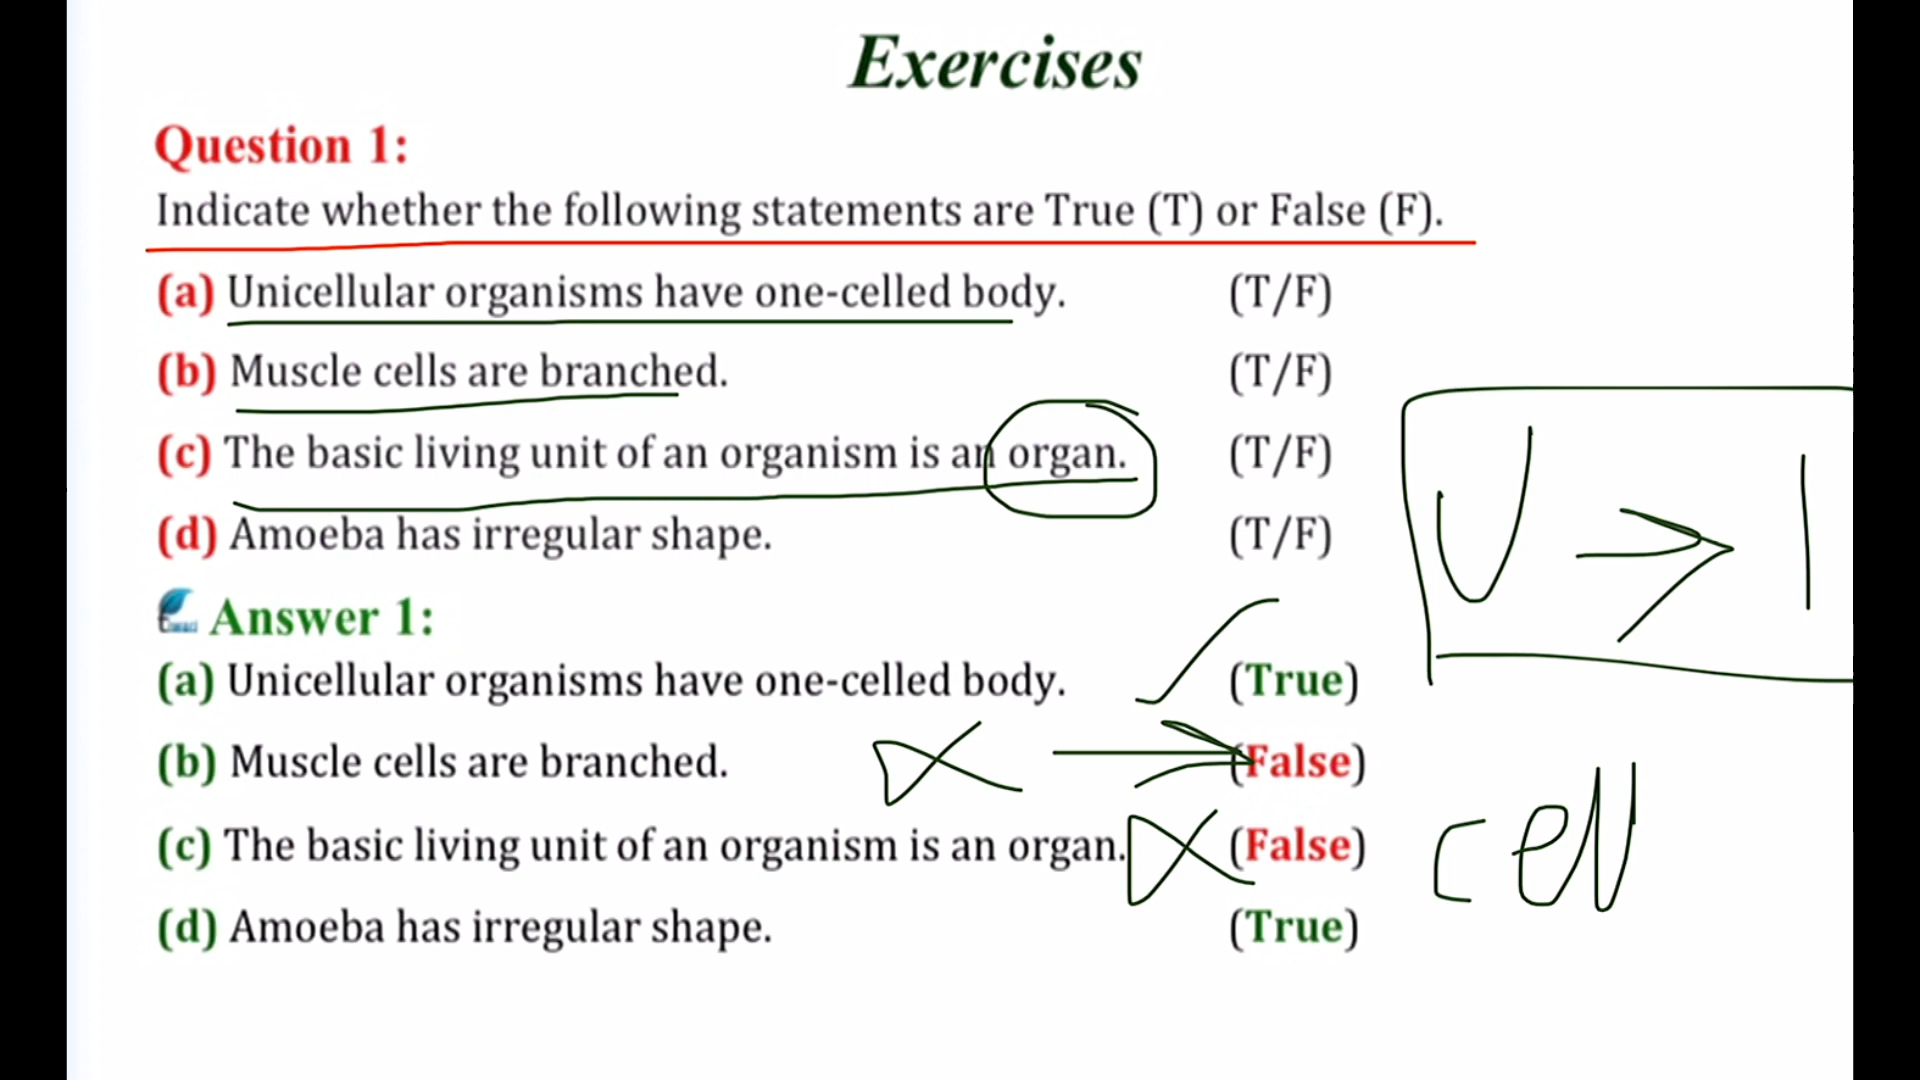 Exercises
Question 1:
Indicate whether the following statements are True (T) or False (F).
(a) Unicellular organisms have one-celled body. (T/F)
(b) Muscle cells are branched. (T/F)
(c) The basic living unit of an organism is an organ. (T/F)
(d) Amoeba has irregular shape. (T/F)
U → 1
Answer 1:
(a) Unicellular organisms have one-celled body. (True)
(b) Muscle cells are branched. (False)
(c) The basic living unit of an organism is an organ. (False) cell
(d) Amoeba has irregular shape. (True)